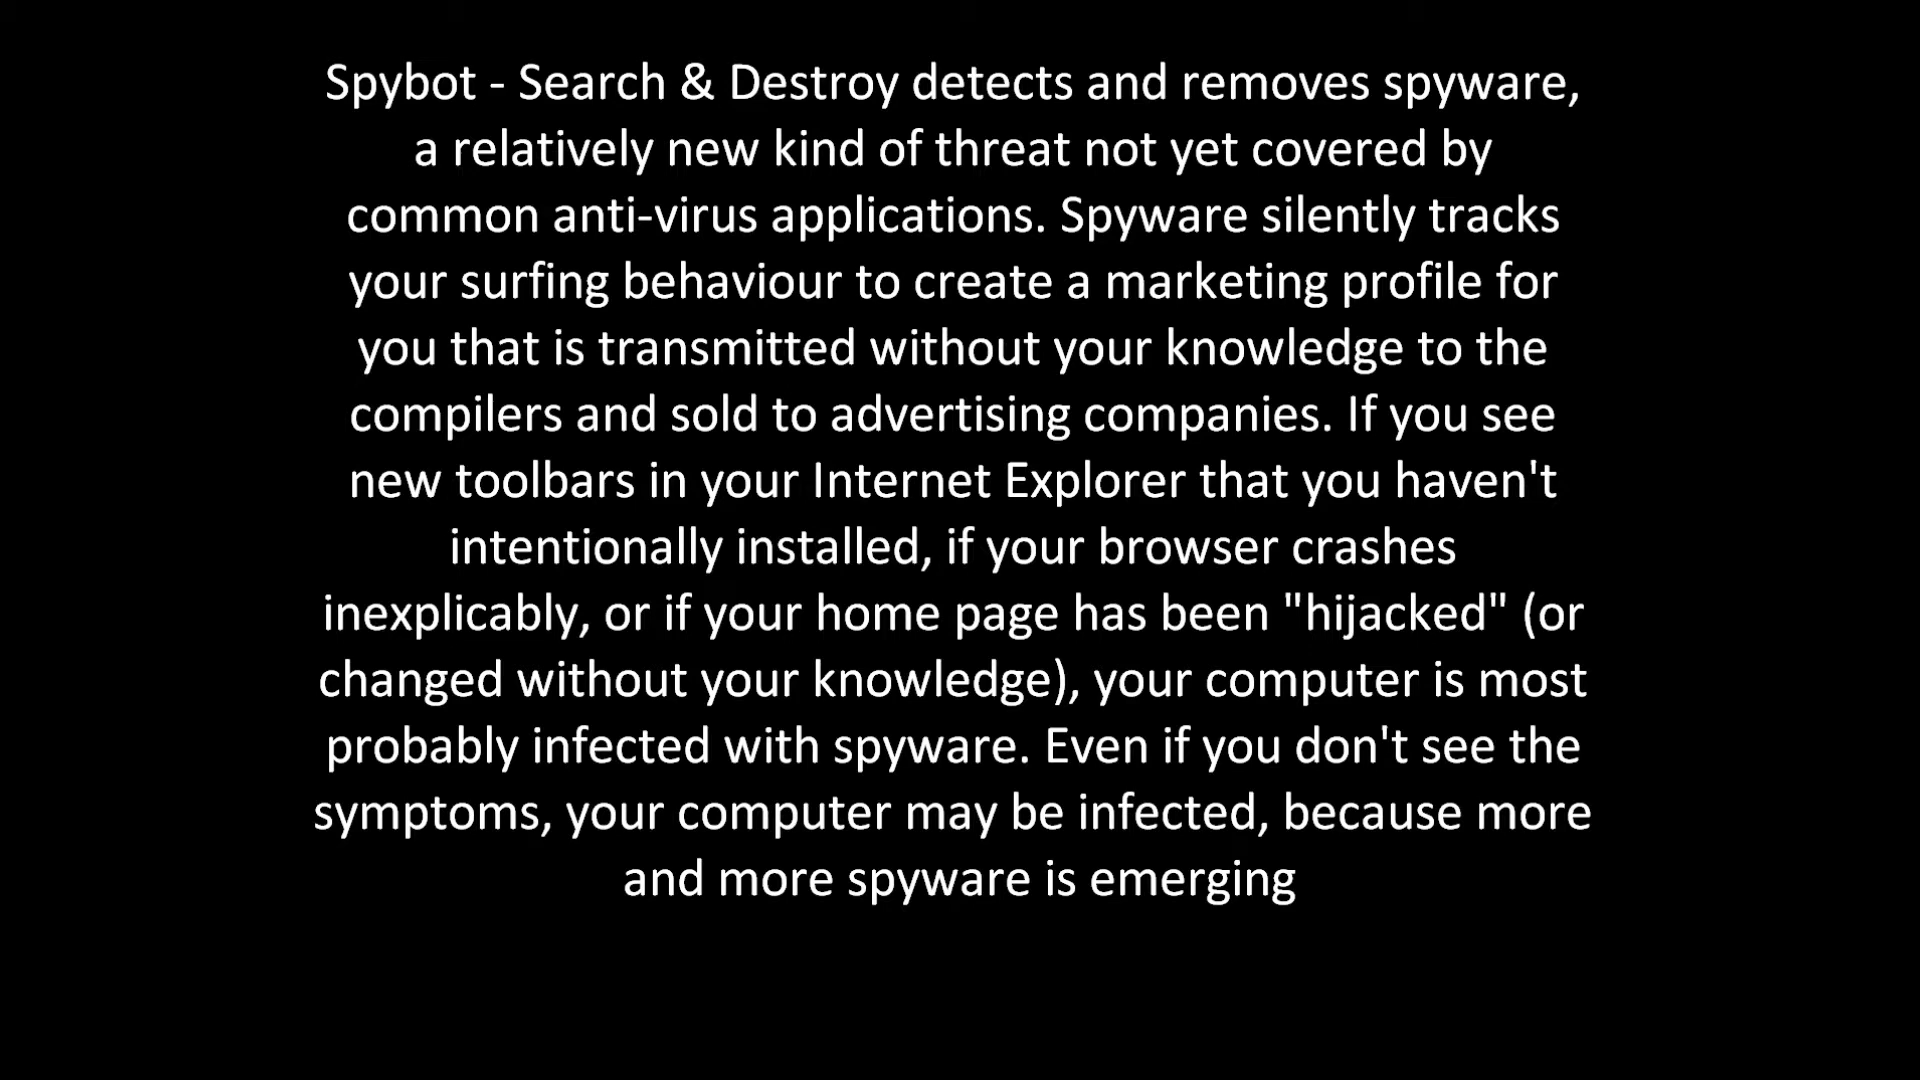 Spybot - Search & Destroy detects and removes spyware,
a relatively new kind of threat not yet covered by
common anti-virus applications. Spyware silently tracks
your surfing behaviour to create a marketing profile for
you that is transmitted without your knowledge to the
compilers and sold to advertising companies. If you see
new toolbars in your Internet Explorer that you haven't
intentionally installed, if your browser crashes
inexplicably, or if your home page has been "hijacked" (or
changed without your knowledge), your computer is most
probably infected with spyware. Even if you don't see the
symptoms, your computer may be infected, because more
and more spyware is emerging